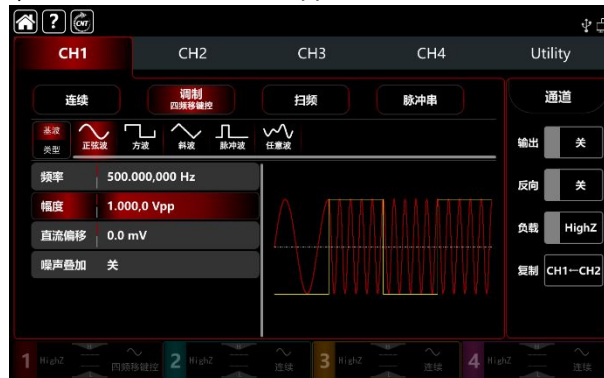 ? CNT
CH1 CH2 CH3 CH4 Utility
连续 调制 扫频 脉冲串 通道
四频移键控
基波
类型 正弦波 方波 斜波 脉冲波 任意波
输出 关
频率 500.000,000 Hz
反向 关
幅度 1.000,0 Vpp
负载 HighZ
直流偏移 0.0 mV
噪声叠加 关
复制 CH1←CH2
1 HighZ 四频移键控 2 HighZ 连续 3 HighZ 连续 4 HighZ 连续